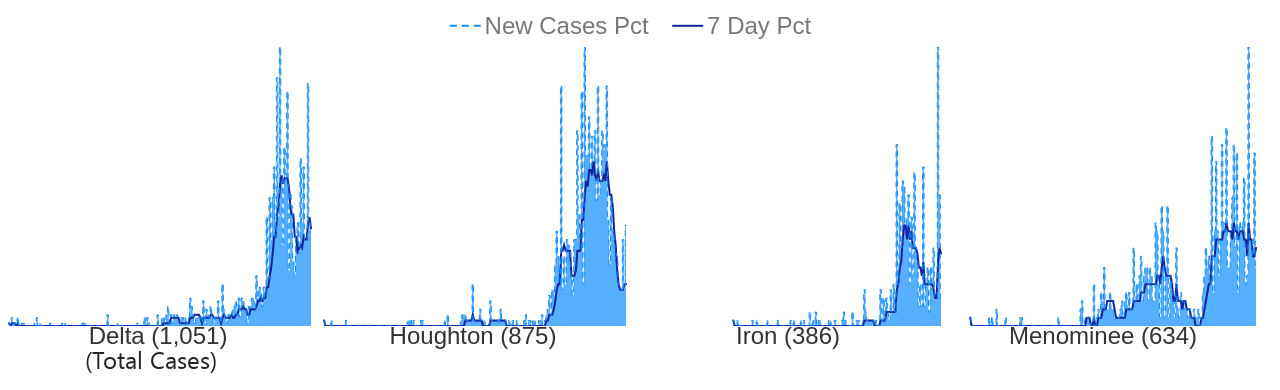 New Cases Pct 7 Day Pct
Delta (1,051) Houghton (875) Iron (386) Menominee (634)
(Total Cases)